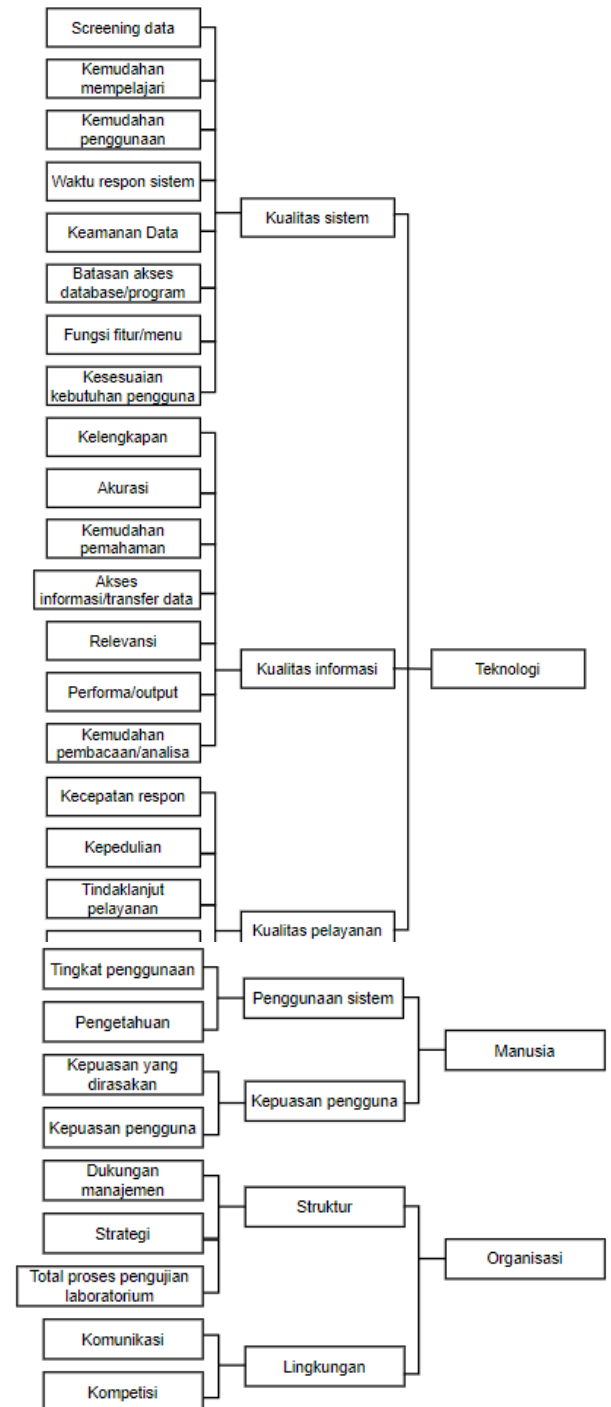 Screening data
Kemudahan
mempelajari
Kemudahan
penggunaan
Waktu respon sistem
Keamanan Data
Batasan akses
database/program
Fungsi fitur/menu
Kesesuaian
kebutuhan pengguna
Kualitas sistem
Kelengkapan
Akurasi
Kemudahan
pemahaman
Akses
informasi/transfer data
Relevansi
Performa/output
Kemudahan
pembacaan/analisa
Kualitas informasi
Teknologi
Kecepatan respon
Kepedulian
Tindaklanjut
pelayanan
Kualitas pelayanan
Tingkat penggunaan
Pengetahuan
Penggunaan sistem
Kepuasan yang
dirasakan
Kepuasan pengguna
Kepuasan pengguna
Manusia
Dukungan
manajemen
Strategi
Total proses pengujian
laboratorium
Struktur
Komunikasi
Kompetisi
Lingkungan
Organisasi